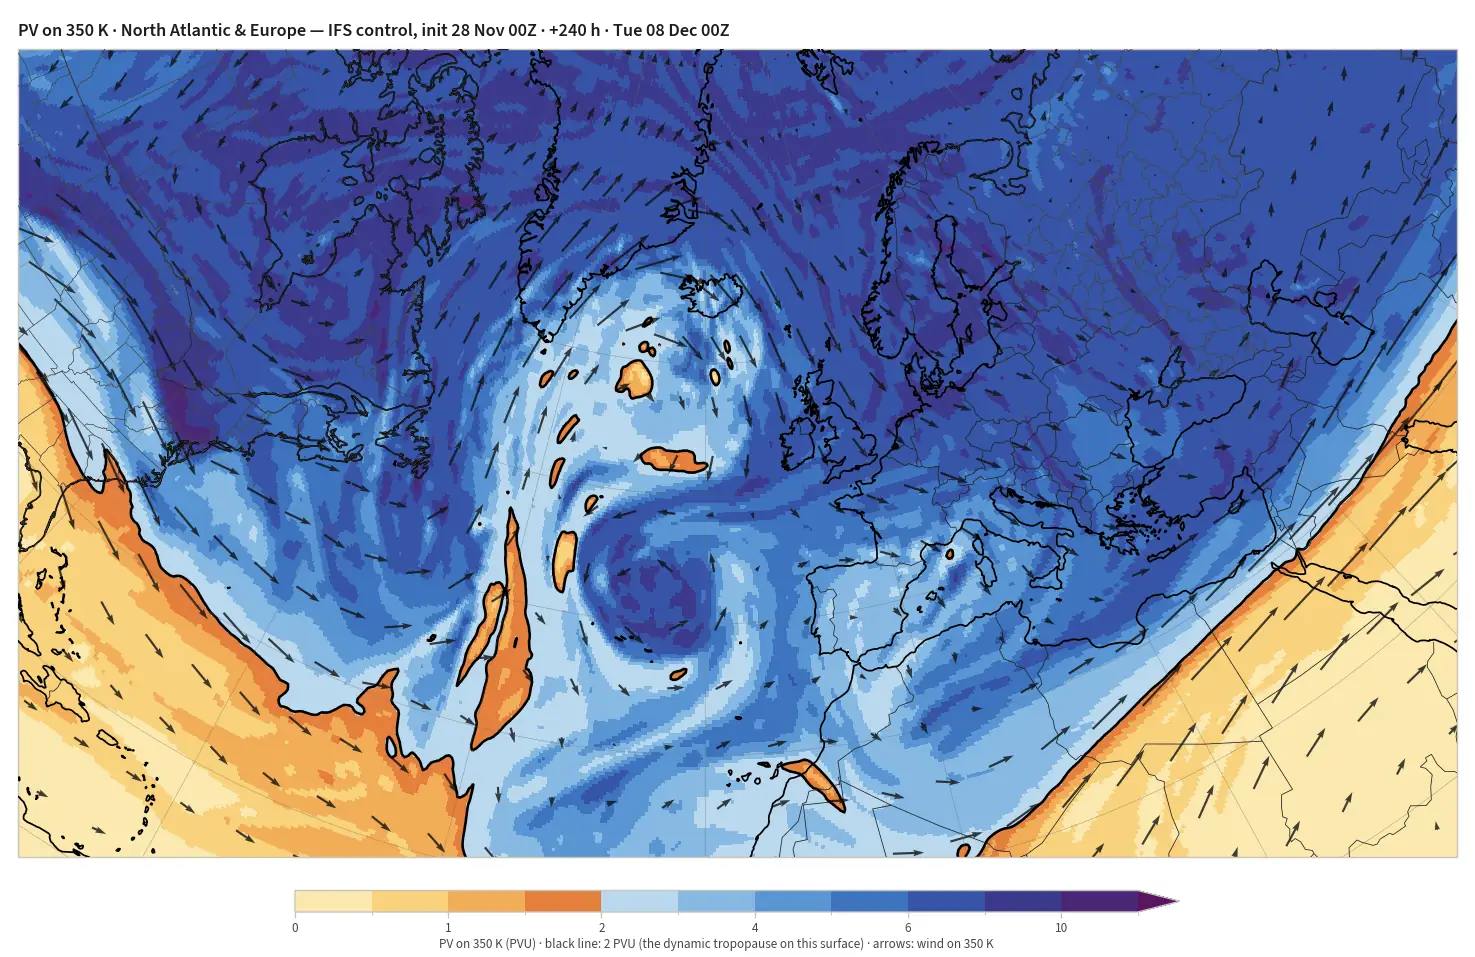 PV on 350 K · North Atlantic & Europe — IFS control, init 28 Nov 00Z · +240 h · Tue 08 Dec 00Z
0 1 2 4 6 10
PV on 350 K (PVU) · black line: 2 PVU (the dynamic tropopause on this surface) · arrows: wind on 350 K